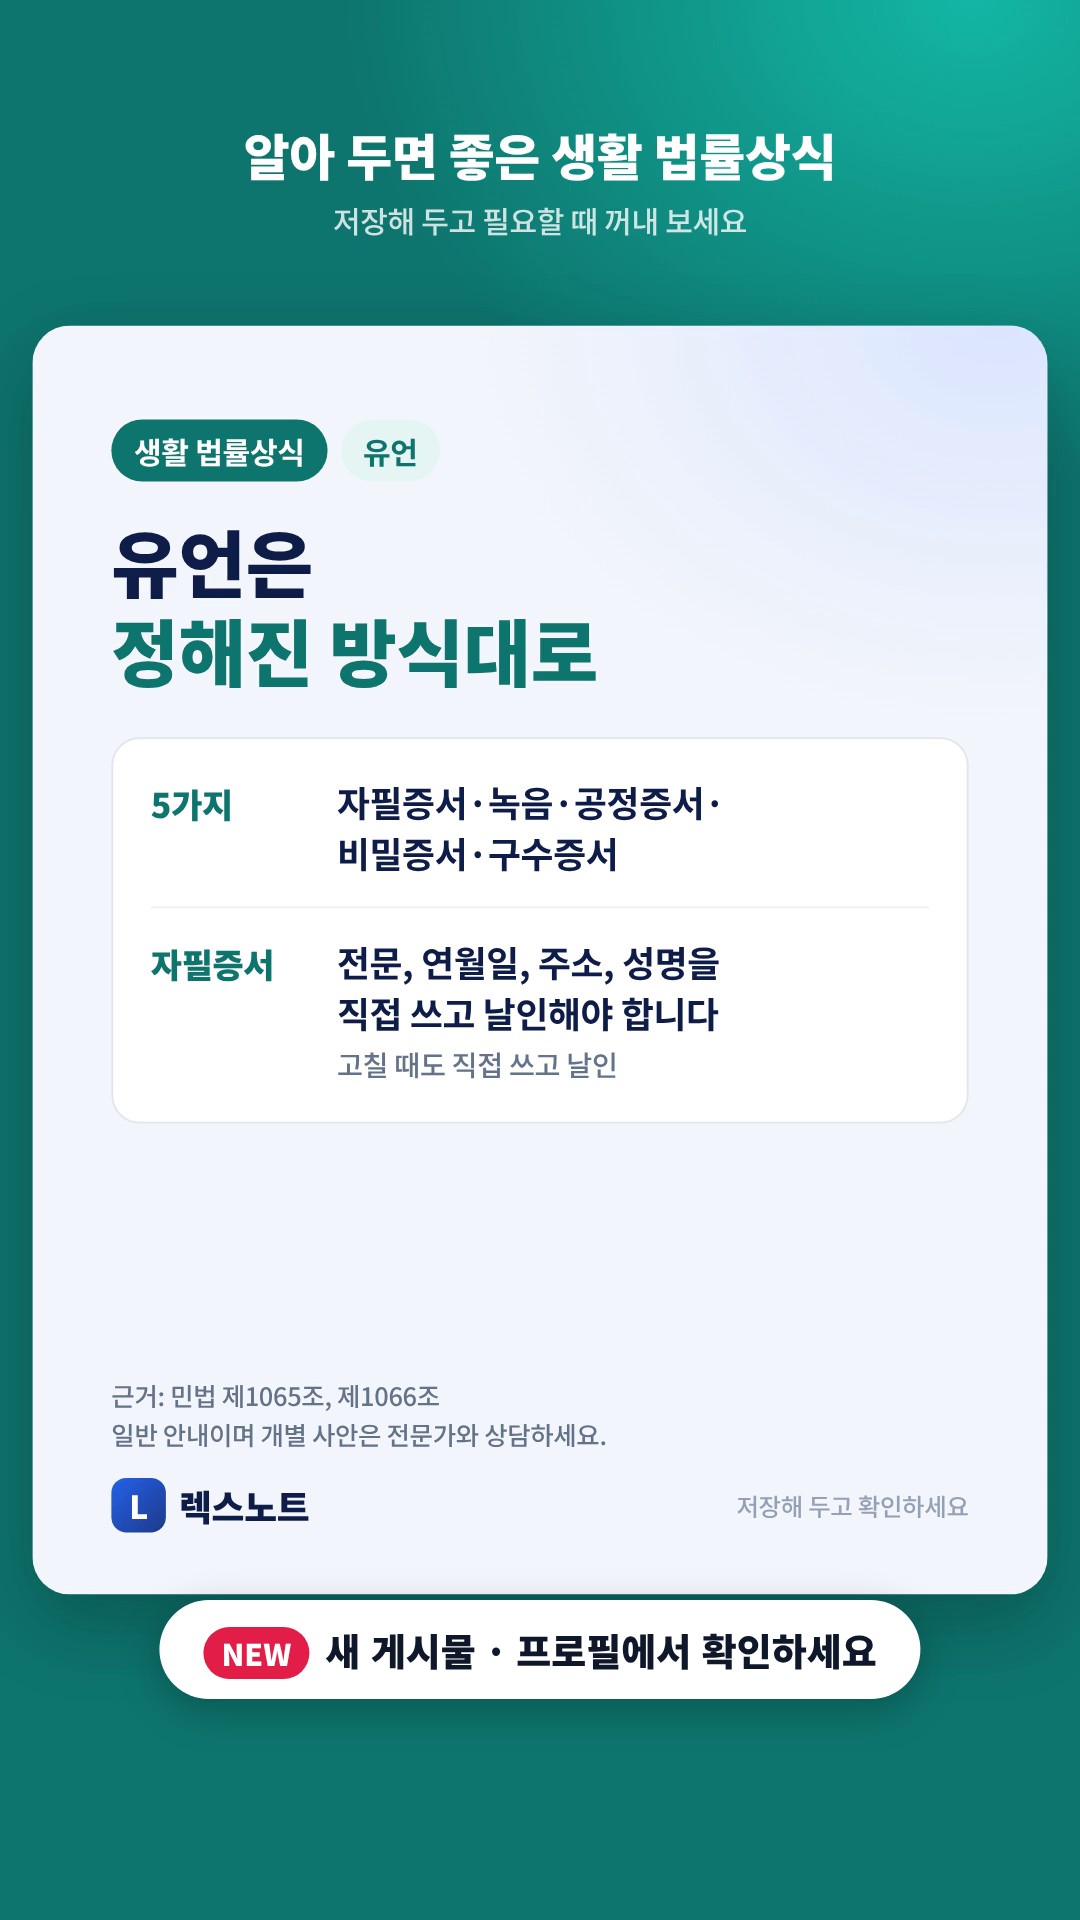 알아 두면 좋은 생활 법률상식
저장해 두고 필요할 때 꺼내 보세요
생활 법률상식
유언
유언은
정해진 방식대로
5가지
자필증서·녹음·공정증서·
비밀증서·구수증서
자필증서
전문, 연월일, 주소, 성명을
직접 쓰고 날인해야 합니다
고칠 때도 직접 쓰고 날인
근거: 민법 제1065조, 제1066조
일반 안내이며 개별 사안은 전문가와 상담하세요.
L 렉스노트
저장해 두고 확인하세요
NEW 새 게시물 · 프로필에서 확인하세요